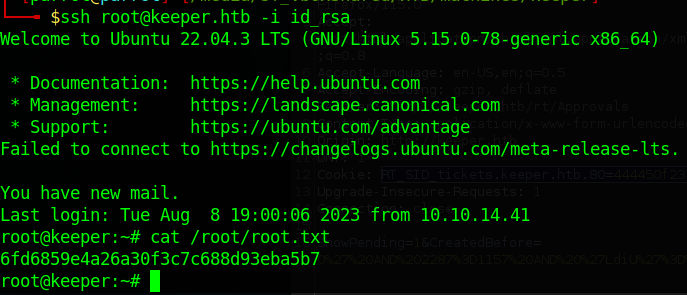 $ssh root@keeper.htb -i id_rsa
Welcome to Ubuntu 22.04.3 LTS (GNU/Linux 5.15.0-78-generic x86_64)
* Documentation:  https://help.ubuntu.com
* Management:     https://landscape.canonical.com
* Support:        https://ubuntu.com/advantage
Failed to connect to https://changelogs.ubuntu.com/meta-release-lts.
You have new mail.
Last login: Tue Aug  8 19:00:06 2023 from 10.10.14.41
root@keeper:~# cat /root/root.txt
6fd6859e4a26a30f3c7c688d93eba5b7
root@keeper:~#